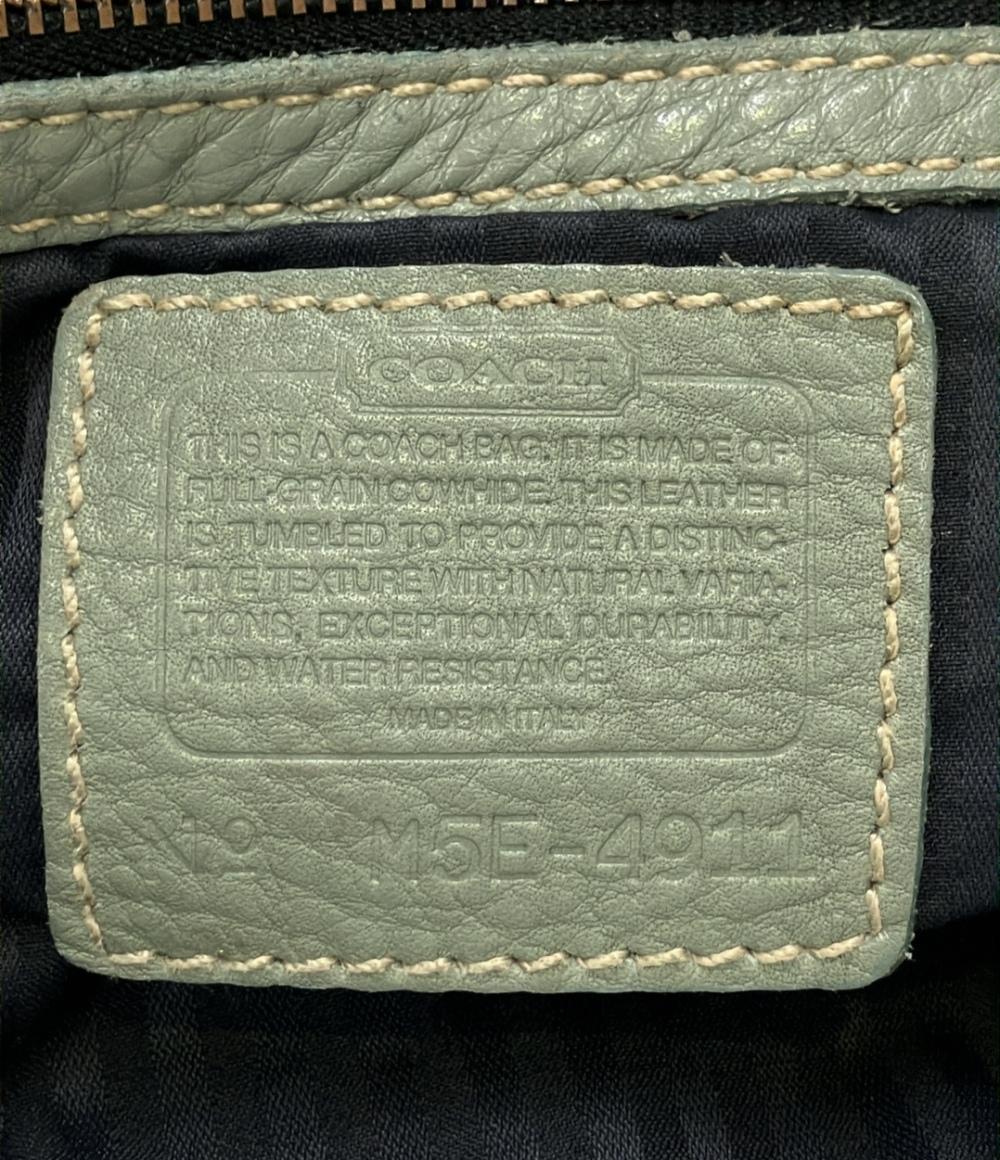 COACH
THIS IS A COACH BAG. IT IS MADE OF
FULL-GRAIN COWHIDE. THIS LEATHER
IS TUMBLED TO PROVIDE A DISTINC-
TIVE TEXTURE WITH NATURAL VARIA-
TIONS, EXCEPTIONAL DURABILITY,
AND WATER RESISTANCE.
MADE IN ITALY
Nº M5E-4911